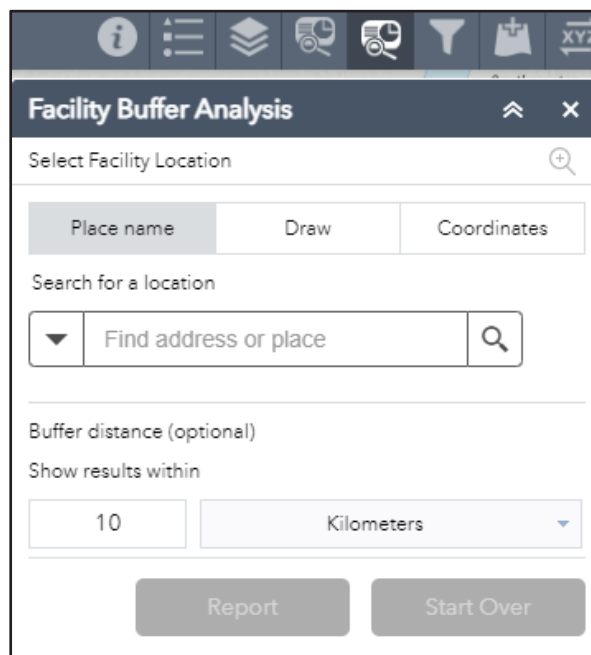 i
XYZ
Facility Buffer Analysis
Select Facility Location
Place name Draw Coordinates
Search for a location
Find address or place
Buffer distance (optional)
Show results within
10 Kilometers
Report Start Over